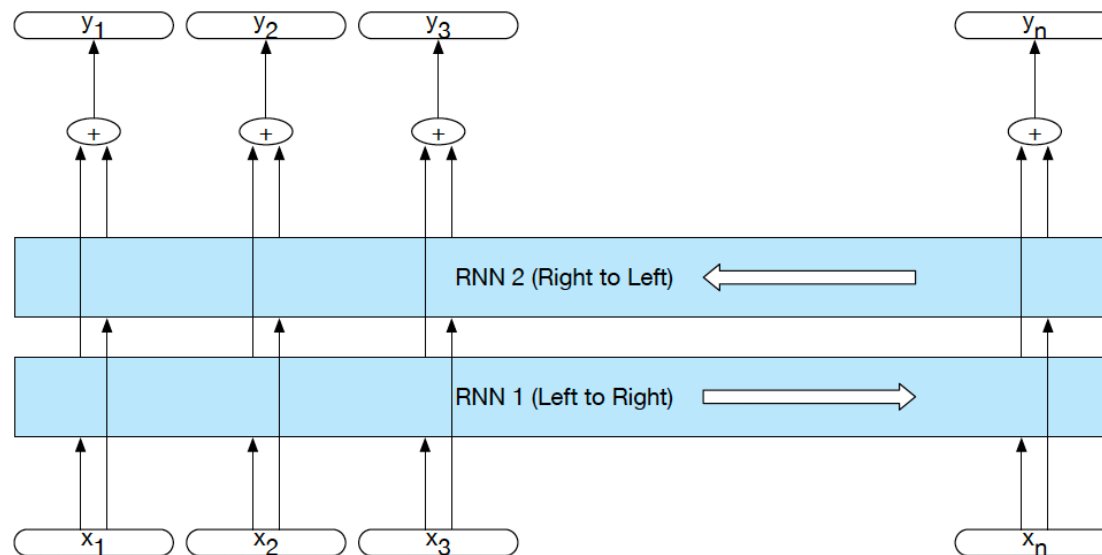 y1 y2 y3 yn
+ + + +
RNN 2 (Right to Left)
RNN 1 (Left to Right)
x1 x2 x3 xn